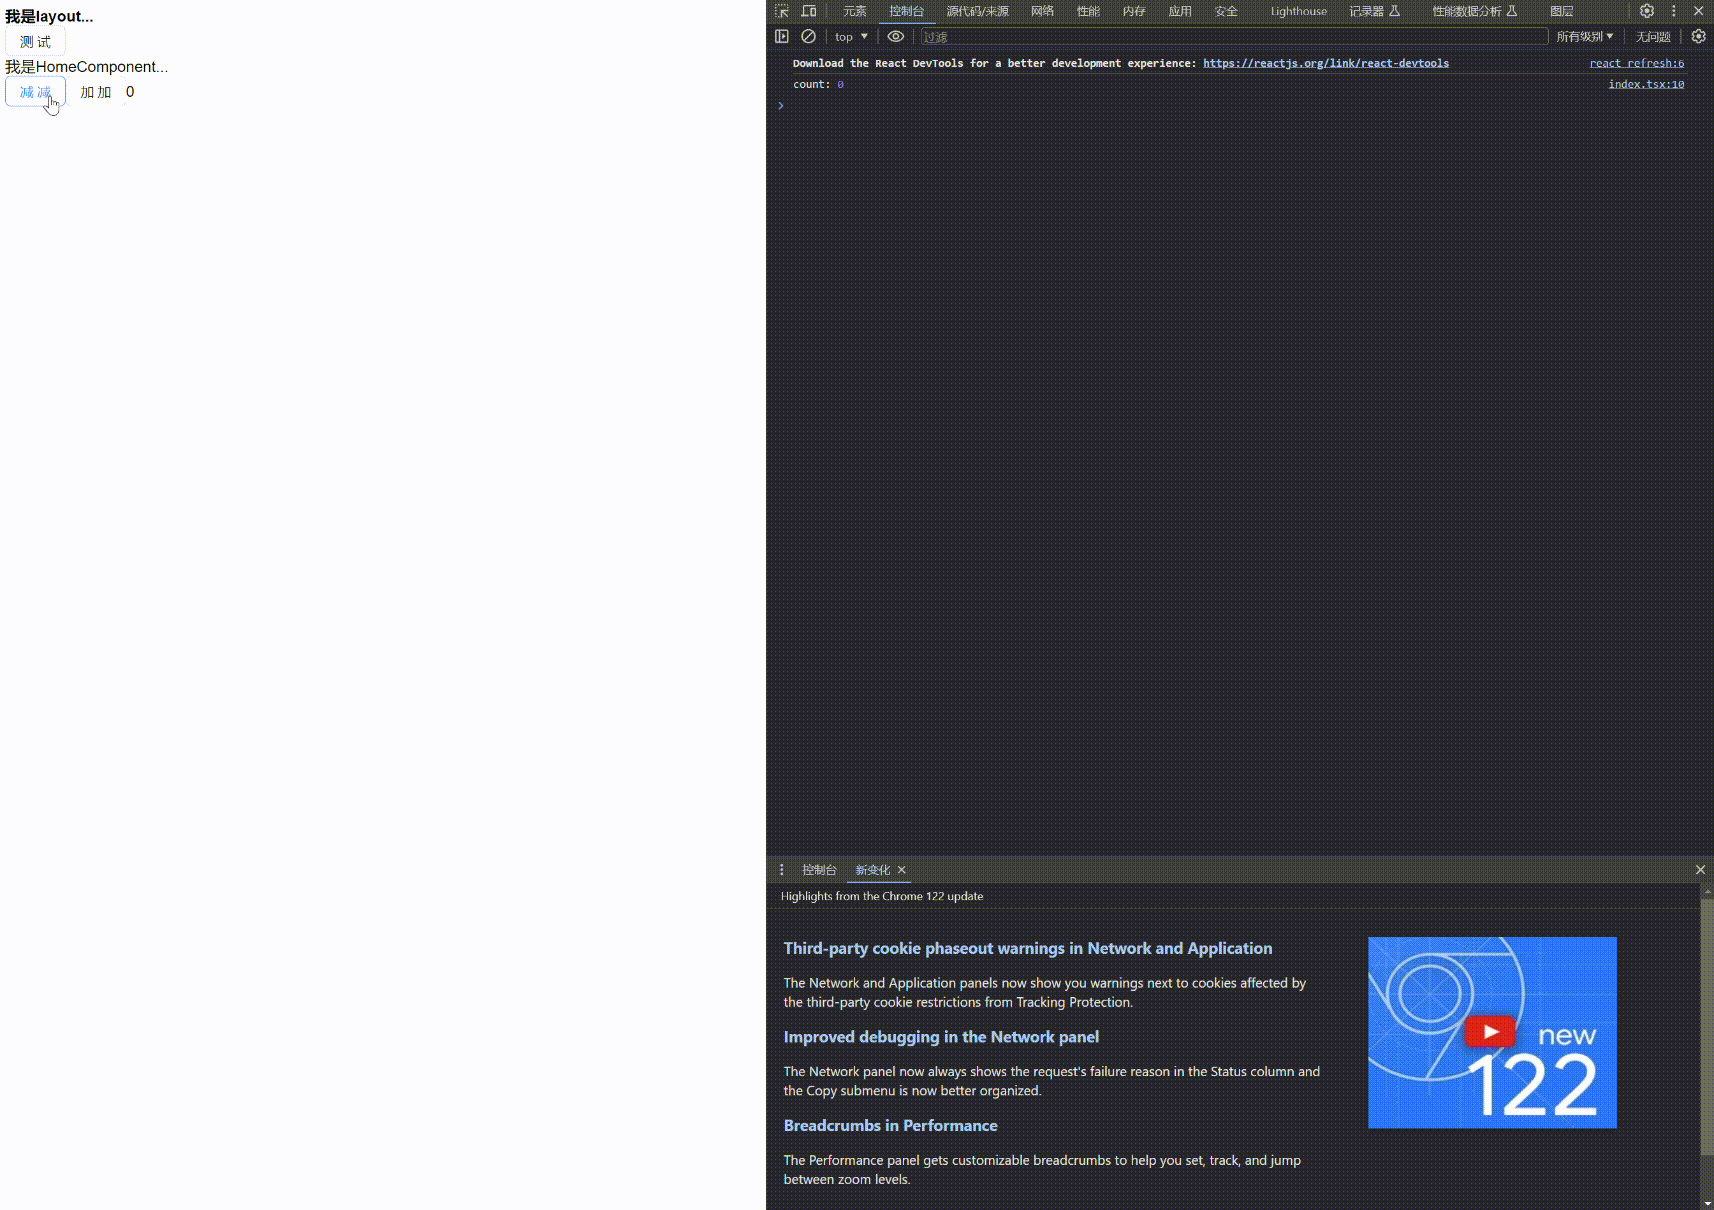 我是layout...
测 试
我是HomeComponent...
减 减 加 加 0
元素 控制台 源代码/来源 网络 性能 内存 应用 安全 Lighthouse 记录器 性能数据分析 图层
top 过滤 所有级别 无问题
Download the React DevTools for a better development experience: https://reactjs.org/link/react-devtools react refresh:6
count: 0 index.tsx:10
控制台 新变化
Highlights from the Chrome 122 update
Third-party cookie phaseout warnings in Network and Application
The Network and Application panels now show you warnings next to cookies affected by
the third-party cookie restrictions from Tracking Protection.
Improved debugging in the Network panel
The Network panel now always shows the request's failure reason in the Status column and
the Copy submenu is now better organized.
Breadcrumbs in Performance
The Performance panel gets customizable breadcrumbs to help you set, track, and jump
between zoom levels.
new
122